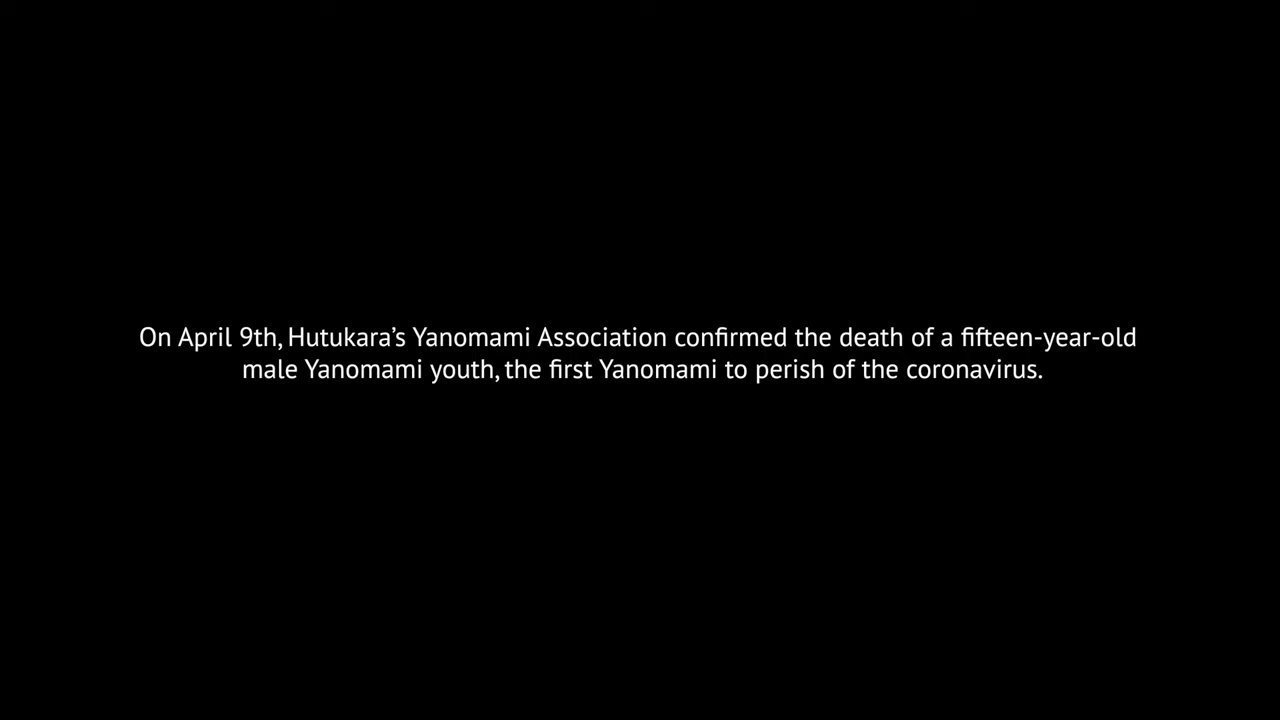 On April 9th, Hutukara’s Yanomami Association confirmed the death of a fifteen-year-old
male Yanomami youth, the first Yanomami to perish of the coronavirus.